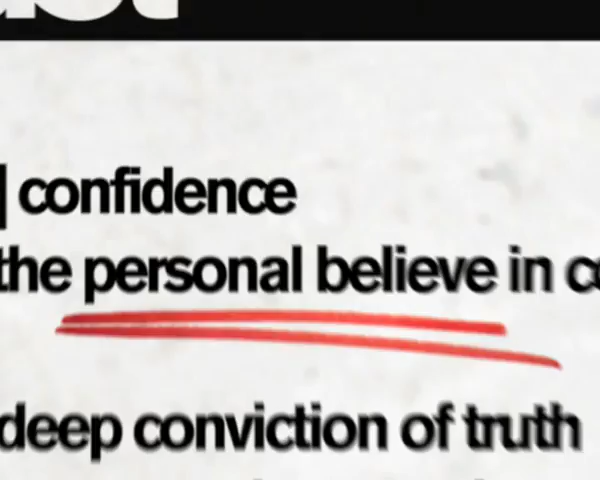 confidence
the personal believe in
deep conviction of truth